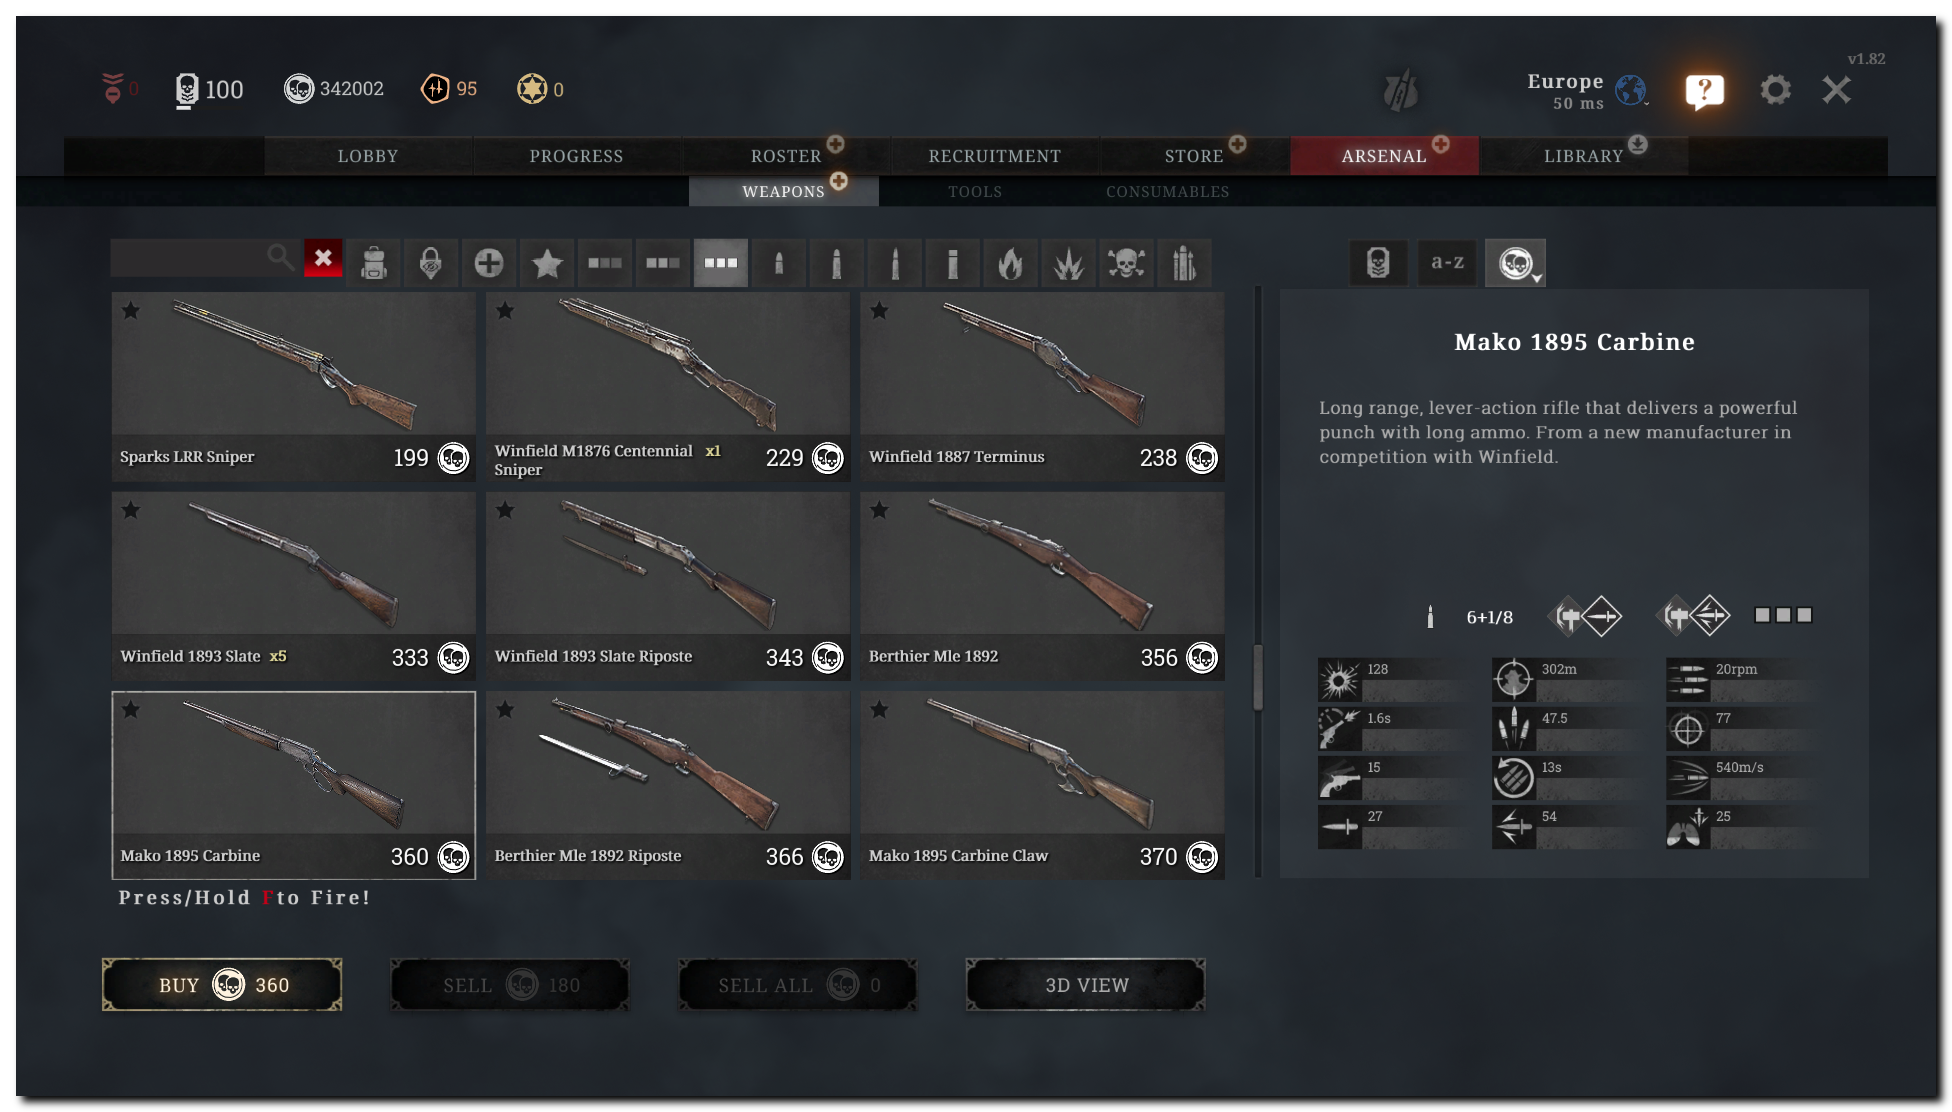 v1.82
0
100
342002
95
0
Europe
50 ms
?
LOBBY
PROGRESS
ROSTER
RECRUITMENT
STORE
ARSENAL
LIBRARY
WEAPONS
TOOLS
CONSUMABLES
a-z
Sparks LRR Sniper
199
Winfield M1876 Centennial x1
Sniper
229
Winfield 1887 Terminus
238
Winfield 1893 Slate x5
333
Winfield 1893 Slate Riposte
343
Berthier Mle 1892
356
Mako 1895 Carbine
360
Berthier Mle 1892 Riposte
366
Mako 1895 Carbine Claw
370
Press/Hold F to Fire!
BUY 360
SELL 180
SELL ALL 0
3D VIEW
Mako 1895 Carbine
Long range, lever-action rifle that delivers a powerful
punch with long ammo. From a new manufacturer in
competition with Winfield.
6+1/8
128
302m
20rpm
1.6s
47.5
77
15
13s
540m/s
27
54
25